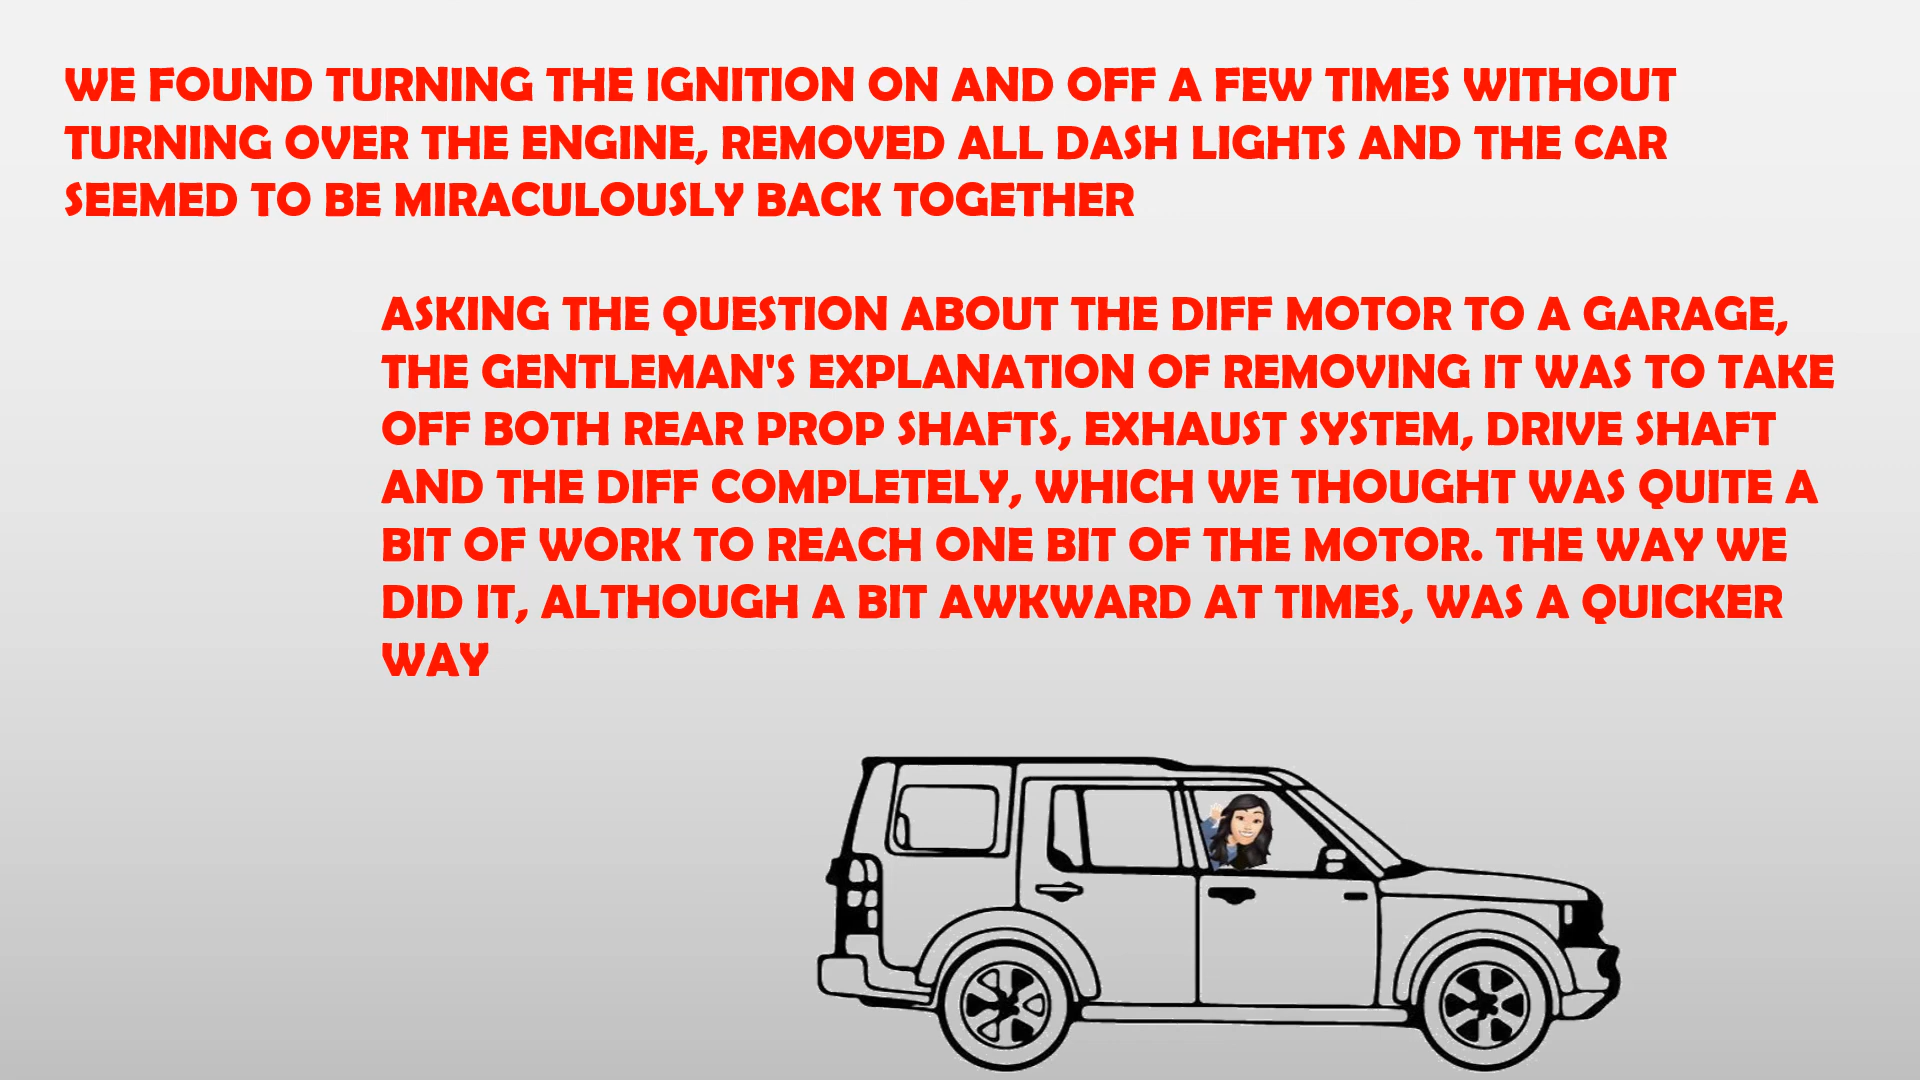 WE FOUND TURNING THE IGNITION ON AND OFF A FEW TIMES WITHOUT
TURNING OVER THE ENGINE, REMOVED ALL DASH LIGHTS AND THE CAR
SEEMED TO BE MIRACULOUSLY BACK TOGETHER
ASKING THE QUESTION ABOUT THE DIFF MOTOR TO A GARAGE,
THE GENTLEMAN'S EXPLANATION OF REMOVING IT WAS TO TAKE
OFF BOTH REAR PROP SHAFTS, EXHAUST SYSTEM, DRIVE SHAFT
AND THE DIFF COMPLETELY, WHICH WE THOUGHT WAS QUITE A
BIT OF WORK TO REACH ONE BIT OF THE MOTOR. THE WAY WE
DID IT, ALTHOUGH A BIT AWKWARD AT TIMES, WAS A QUICKER
WAY